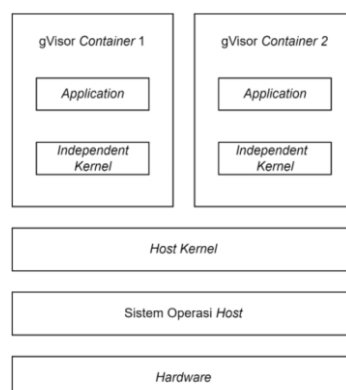 gVisor Container 1
gVisor Container 2
Application
Application
Independent
Kernel
Independent
Kernel
Host Kernel
Sistem Operasi Host
Hardware